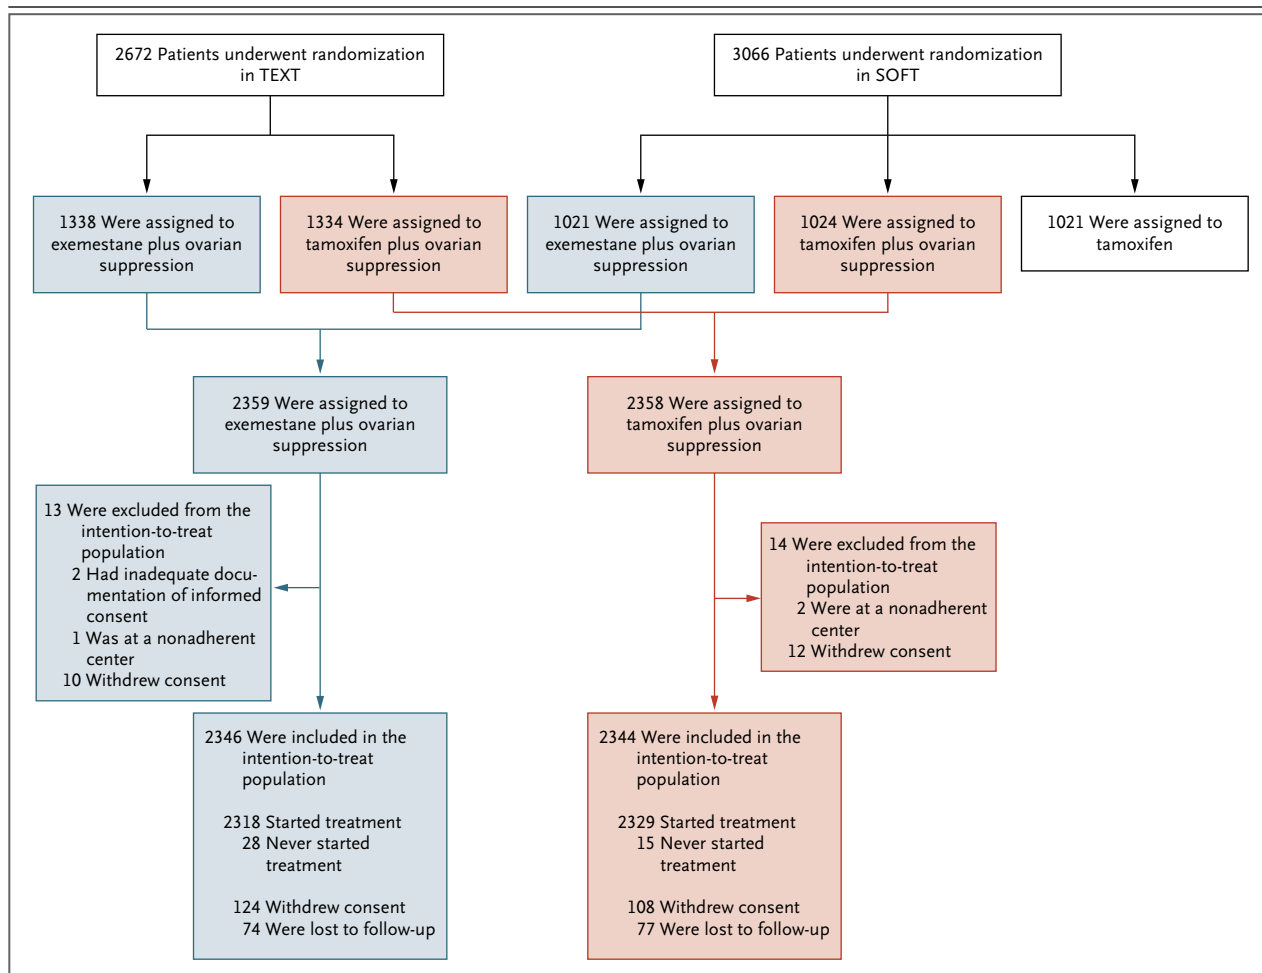 2672 Patients underwent randomization
in TEXT
3066 Patients underwent randomization
in SOFT
1338 Were assigned to
exemestane plus ovarian
suppression
1334 Were assigned to
tamoxifen plus ovarian
suppression
1021 Were assigned to
exemestane plus ovarian
suppression
1024 Were assigned to
tamoxifen plus ovarian
suppression
1021 Were assigned to
tamoxifen
2359 Were assigned to
exemestane plus ovarian
suppression
2358 Were assigned to
tamoxifen plus ovarian
suppression
13 Were excluded from the
intention-to-treat
population
2 Had inadequate docu-
mentation of informed
consent
1 Was at a nonadherent
center
10 Withdrew consent
14 Were excluded from the
intention-to-treat
population
2 Were at a nonadherent
center
12 Withdrew consent
2346 Were included in the
intention-to-treat
population
2318 Started treatment
28 Never started
treatment
124 Withdrew consent
74 Were lost to follow-up
2344 Were included in the
intention-to-treat
population
2329 Started treatment
15 Never started
treatment
108 Withdrew consent
77 Were lost to follow-up